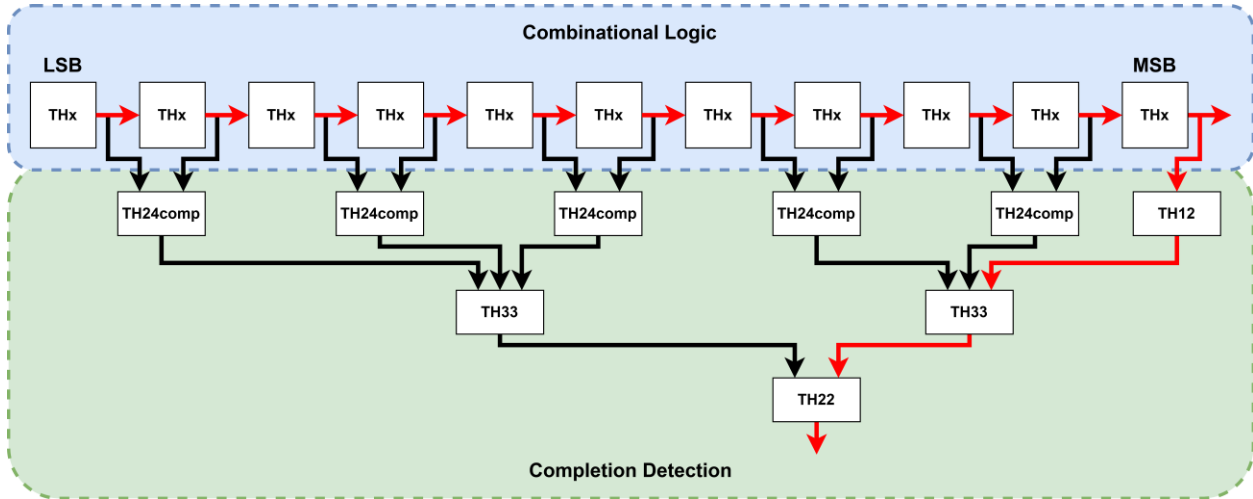 Combinational Logic
LSB
MSB
THx
THx
THx
THx
THx
THx
THx
THx
THx
THx
THx
TH24comp
TH24comp
TH24comp
TH24comp
TH24comp
TH12
TH33
TH33
TH22
Completion Detection